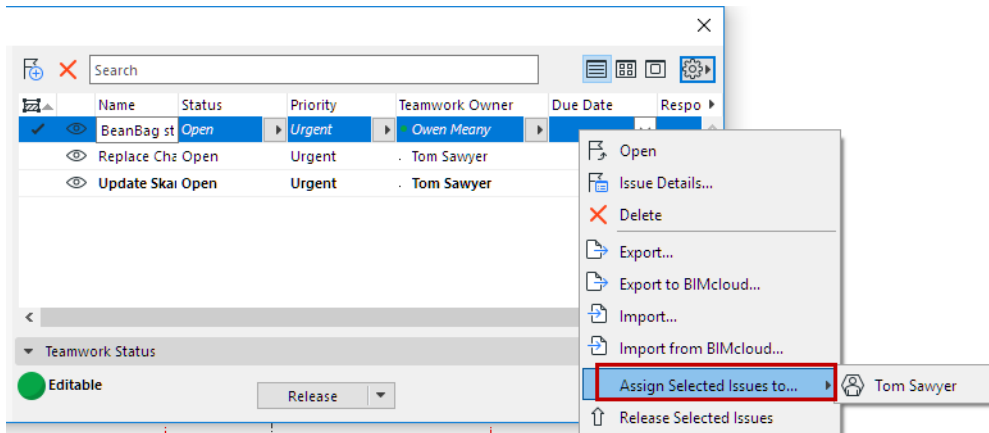 Search
Name Status Priority Teamwork Owner Due Date Respo
BeanBag st Open Urgent Owen Meany
Replace Cha Open Urgent Tom Sawyer
Update Skai Open Urgent Tom Sawyer
Open
Issue Details...
Delete
Export...
Export to BIMcloud...
Import...
Import from BIMcloud...
Teamwork Status
Editable
Release
Assign Selected Issues to... Tom Sawyer
Release Selected Issues